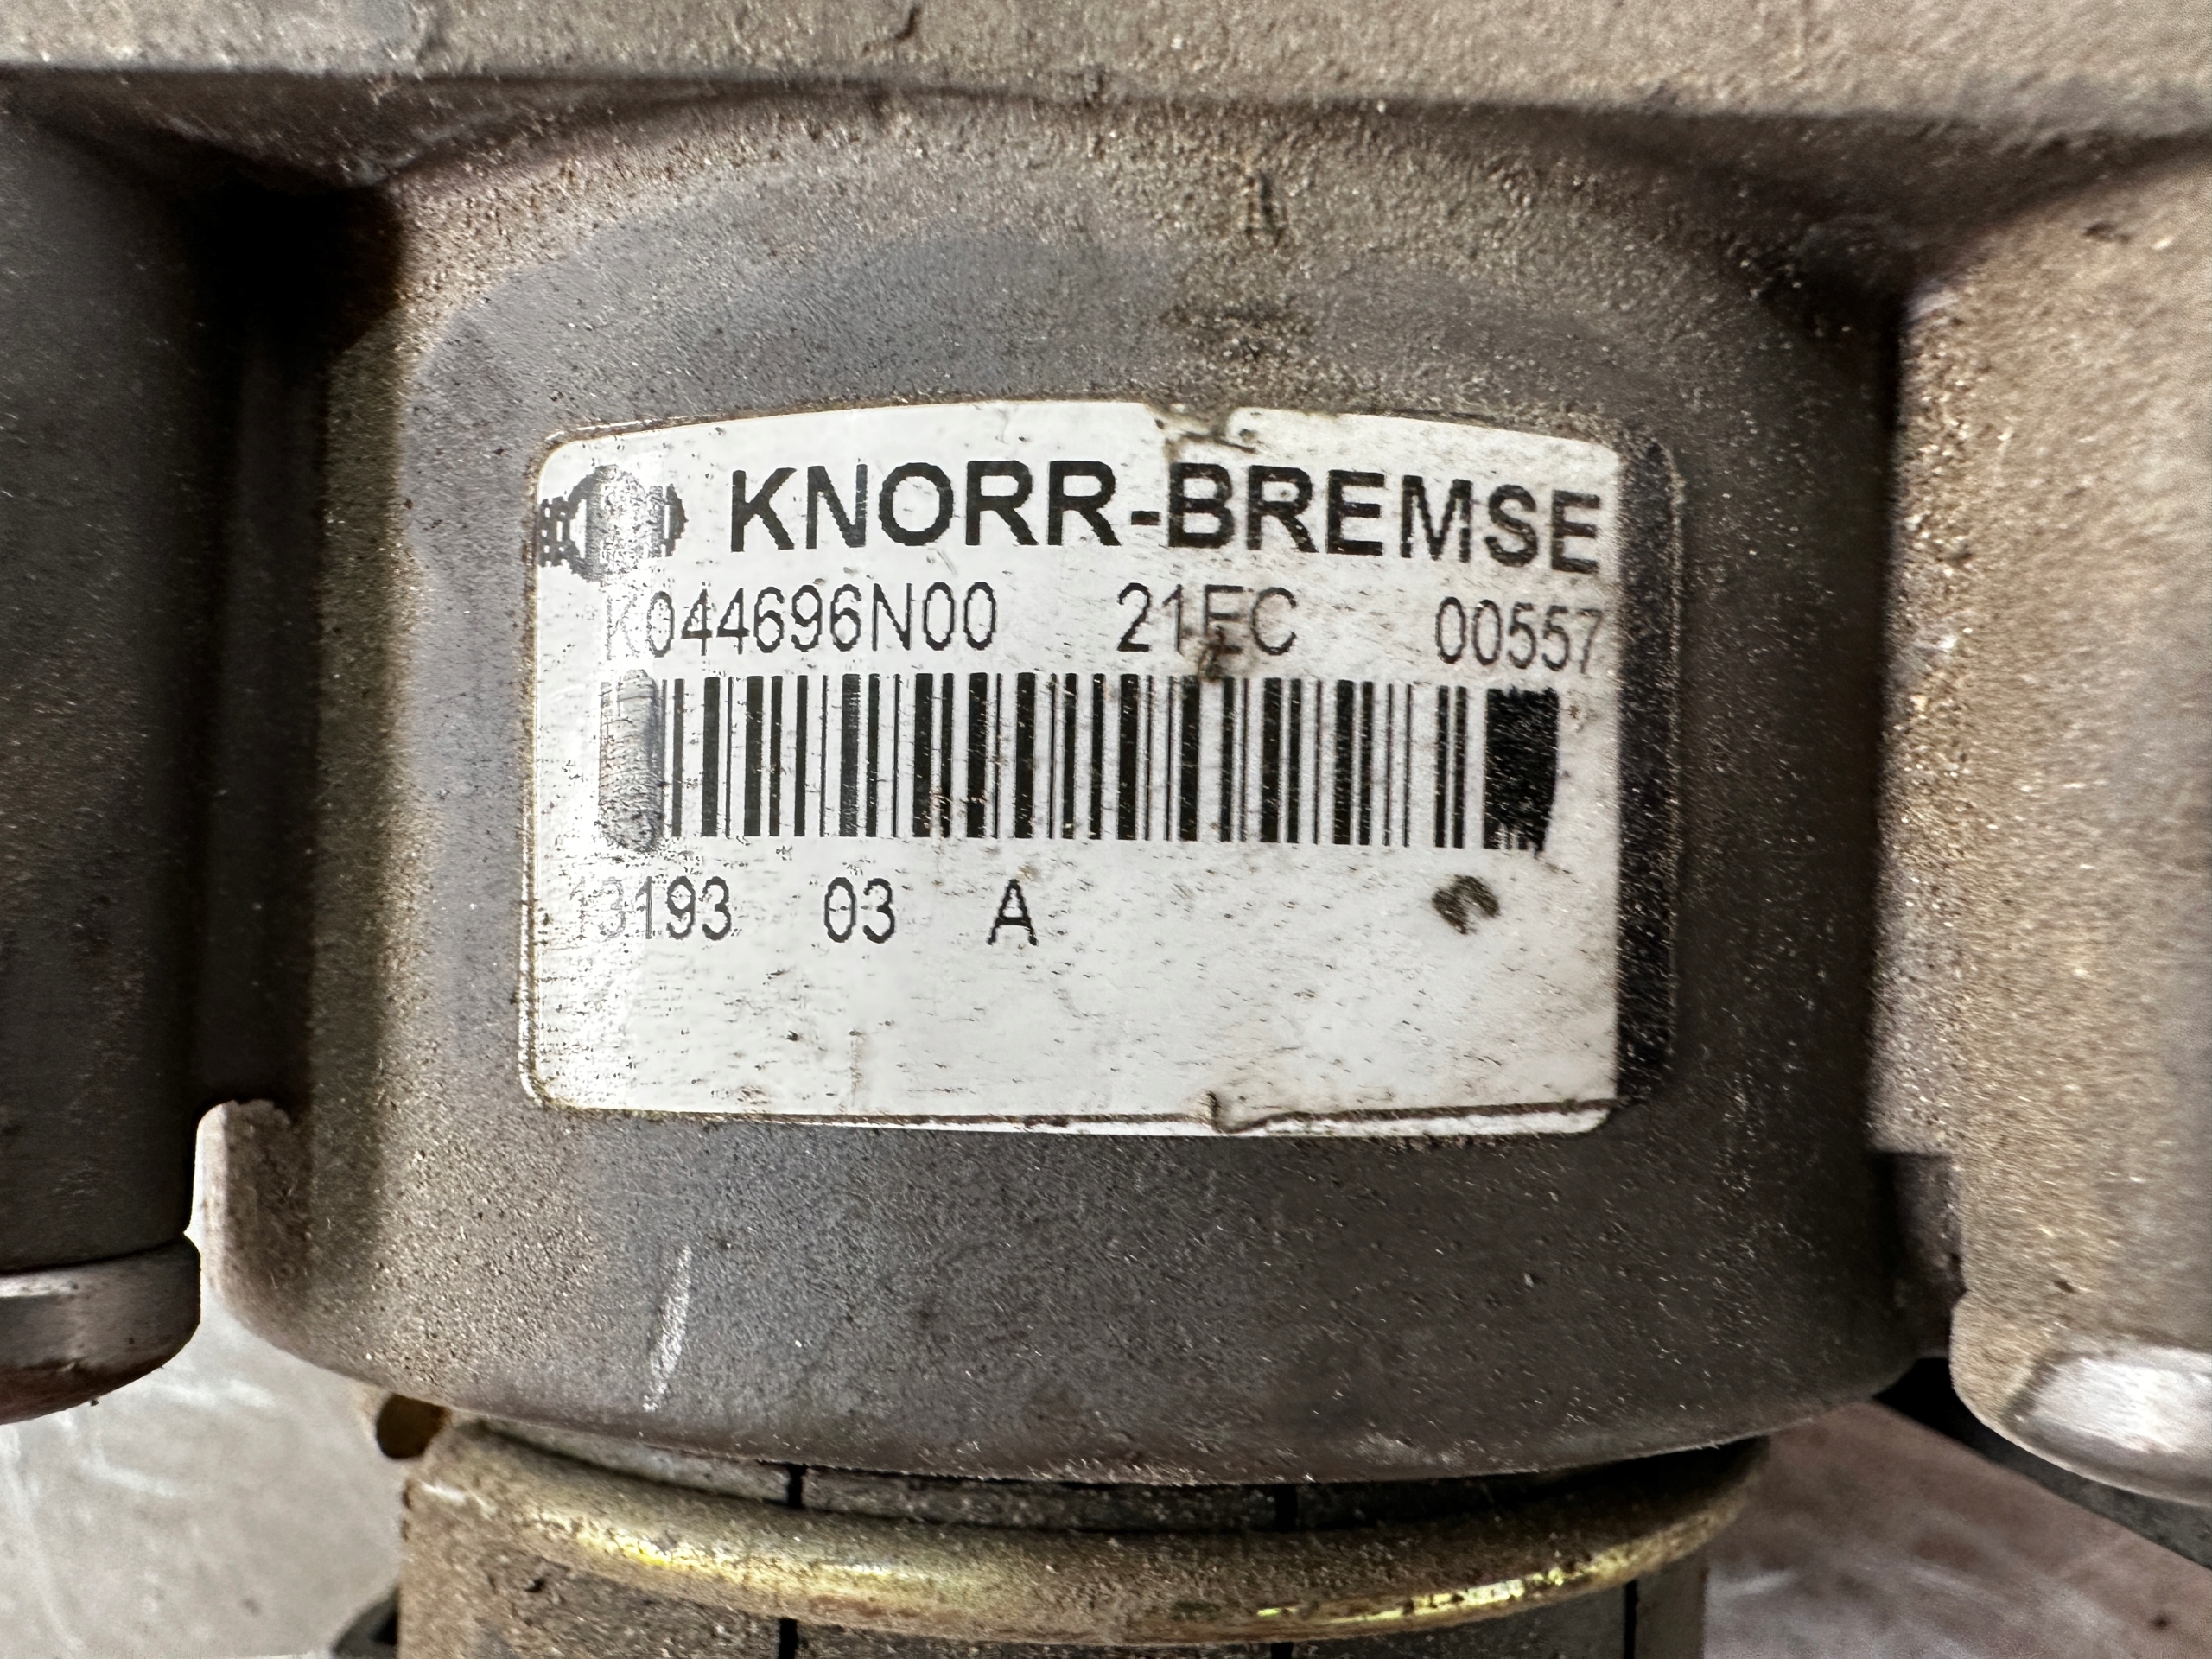 KNORR-BREMSE
K044696N00 21EC 00557
13193 03 A